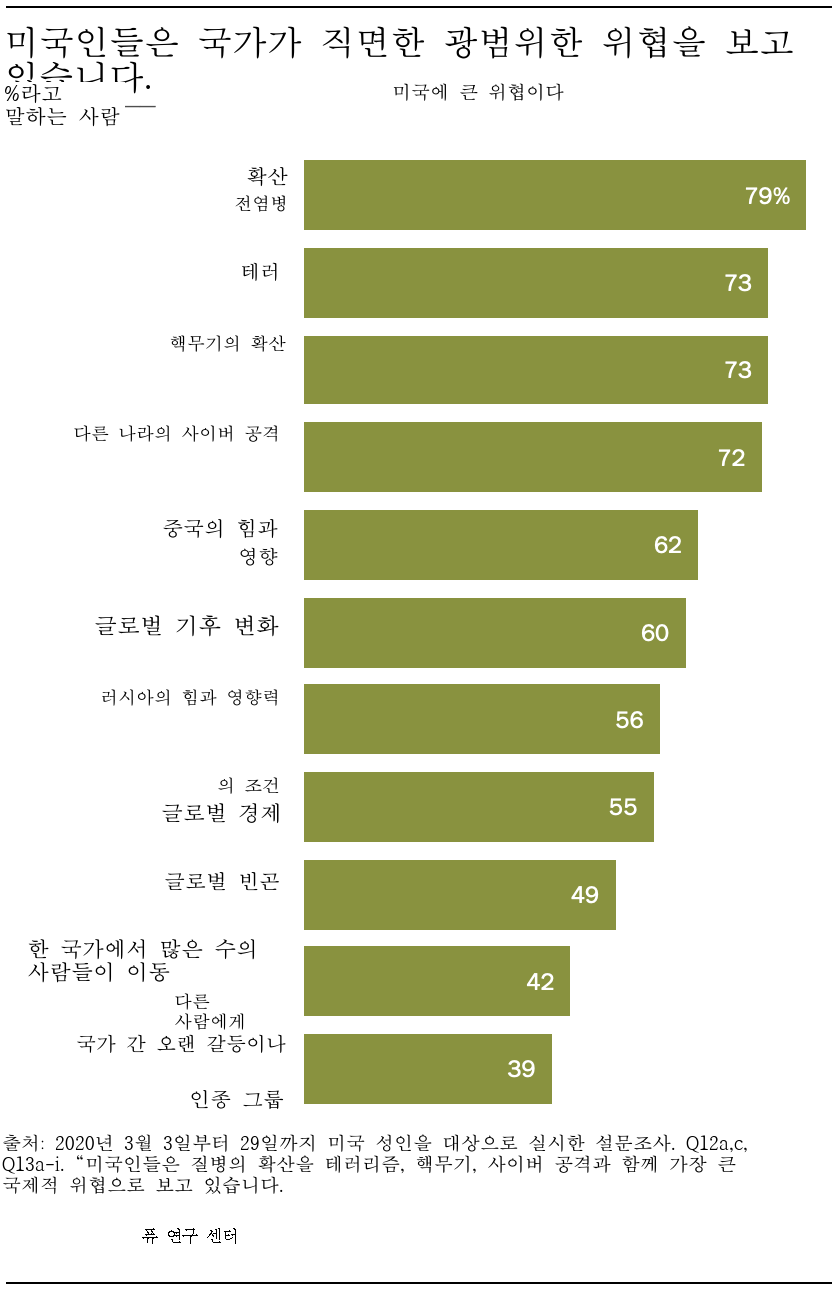 미국인들은 국가가 직면한 광범위한 위협을 보고
있습니다.
%라고
말하는 사람
미국에 큰 위협이다
확산
전염병
79%
테러
73
핵무기의 확산
73
다른 나라의 사이버 공격
72
중국의 힘과
영향
62
글로벌 기후 변화
60
러시아의 힘과 영향력
56
의 조건
글로벌 경제
55
글로벌 빈곤
49
한 국가에서 많은 수의
사람들이 이동
다른
사람에게
42
국가 간 오랜 갈등이나
인종 그룹
39
출처: 2020년 3월 3일부터 29일까지 미국 성인을 대상으로 실시한 설문조사. Q12a,c,
Q13a-i. “미국인들은 질병의 확산을 테러리즘, 핵무기, 사이버 공격과 함께 가장 큰
국제적 위협으로 보고 있습니다.
퓨 연구 센터